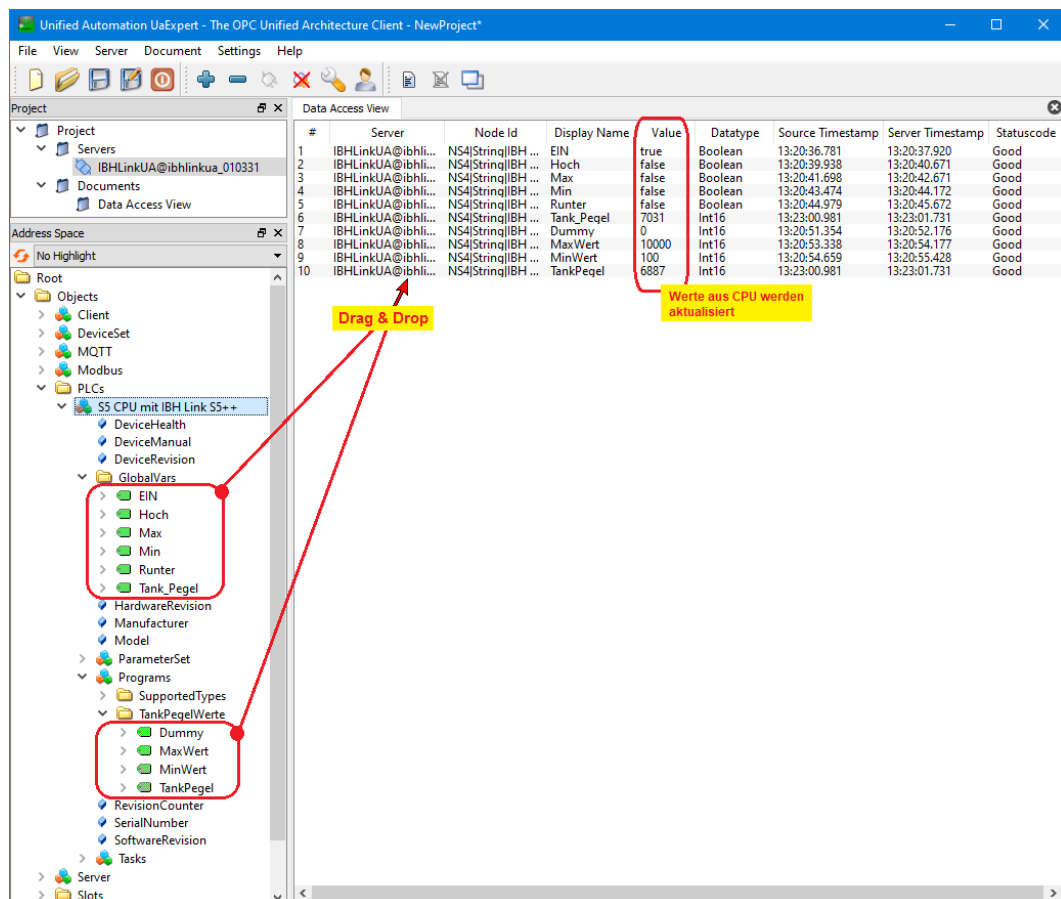 Unified Automation UaExpert - The OPC Unified Architecture Client - NewProject*
File View Server Document Settings Help
Project
Project
Servers
IBHLinkUA@ibhlinkua_010331
Documents
Data Access View
Address Space
No Highlight
Root
Objects
Client
DeviceSet
MQTT
Modbus
PLCs
S5 CPU mit IBH Link S5++
DeviceHealth
DeviceManual
DeviceRevision
GlobalVars
EIN
Hoch
Max
Min
Runter
Tank_Pegel
HardwareRevision
Manufacturer
Model
ParameterSet
Programs
SupportedTypes
TankPegelWerte
Dummy
MaxWert
MinWert
TankPegel
RevisionCounter
SerialNumber
SoftwareRevision
Tasks
Server
Slots
Data Access View
# Server Node Id Display Name Value Datatype Source Timestamp Server Timestamp Statuscode
1 IBHLinkUA@ibhli... NS4|String|IBH ... EIN true Boolean 13:20:36.781 13:20:37.920 Good
2 IBHLinkUA@ibhli... NS4|String|IBH ... Hoch false Boolean 13:20:39.938 13:20:40.671 Good
3 IBHLinkUA@ibhli... NS4|String|IBH ... Max false Boolean 13:20:41.698 13:20:42.671 Good
4 IBHLinkUA@ibhli... NS4|String|IBH ... Min false Boolean 13:20:43.474 13:20:44.172 Good
5 IBHLinkUA@ibhli... NS4|String|IBH ... Runter false Boolean 13:20:44.979 13:20:45.672 Good
6 IBHLinkUA@ibhli... NS4|String|IBH ... Tank_Pegel 7031 Int16 13:23:00.981 13:23:01.731 Good
7 IBHLinkUA@ibhli... NS4|String|IBH ... Dummy 0 Int16 13:20:51.354 13:20:52.176 Good
8 IBHLinkUA@ibhli... NS4|String|IBH ... MaxWert 10000 Int16 13:20:53.338 13:20:54.177 Good
9 IBHLinkUA@ibhli... NS4|String|IBH ... MinWert 100 Int16 13:20:54.659 13:20:55.428 Good
10 IBHLinkUA@ibhli... NS4|String|IBH ... TankPegel 6887 Int16 13:23:00.981 13:23:01.731 Good
Drag & Drop
Werte aus CPU werden
aktualisiert